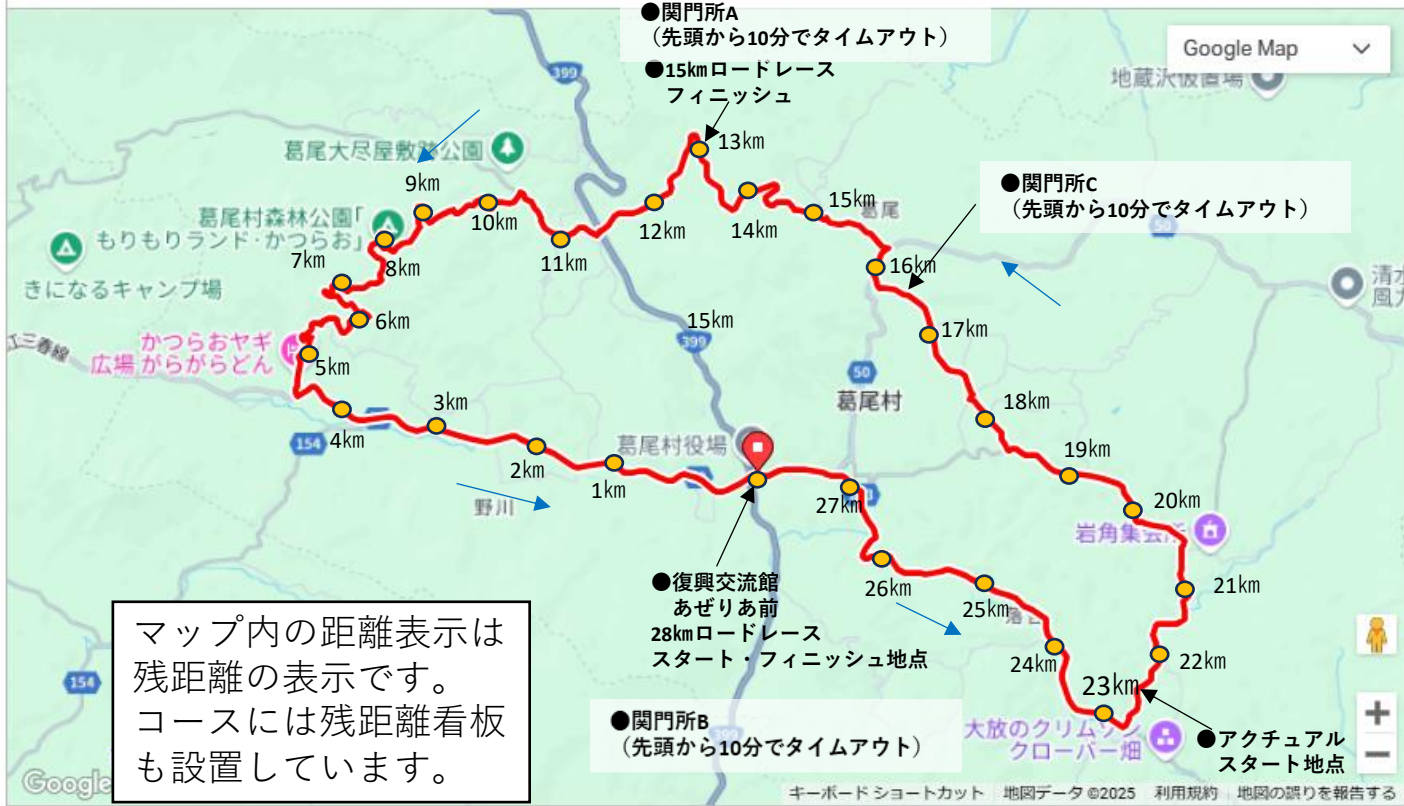 ●関門所A
（先頭から10分でタイムアウト）
●15kmロードレース
フィニッシュ
Google Map
地蔵沢仮置場
399
葛尾大尽屋敷跡公園
13km
9km
10km
葛尾村森林公園「
もりもりランド・かつらお」
●関門所C
（先頭から10分でタイムアウト）
15km
葛尾
14km
12km
11km
50
7km
8km
きになるキャンプ場
16km
清水
風力
6km
15km
399
17km
江三春線
かつらおヤギ
広場 がらがらどん
5km
50
葛尾村
3km
4km
154
18km
2km
葛尾村役場
1km
19km
野川
27km
20km
岩角集会所
26km
25km
21km
●復興交流館
あぜりあ前
28kmロードレース
スタート・フィニッシュ地点
24km
22km
23km
154
マップ内の距離表示は
残距離の表示です。
コースには残距離看板
も設置しています。
●関門所B
（先頭から10分でタイムアウト）
399
大放のクリムソン
クローバー畑
●アクチュアル
スタート地点
Google
キーボード ショートカット 地図データ ©2025 利用規約 地図の誤りを報告する